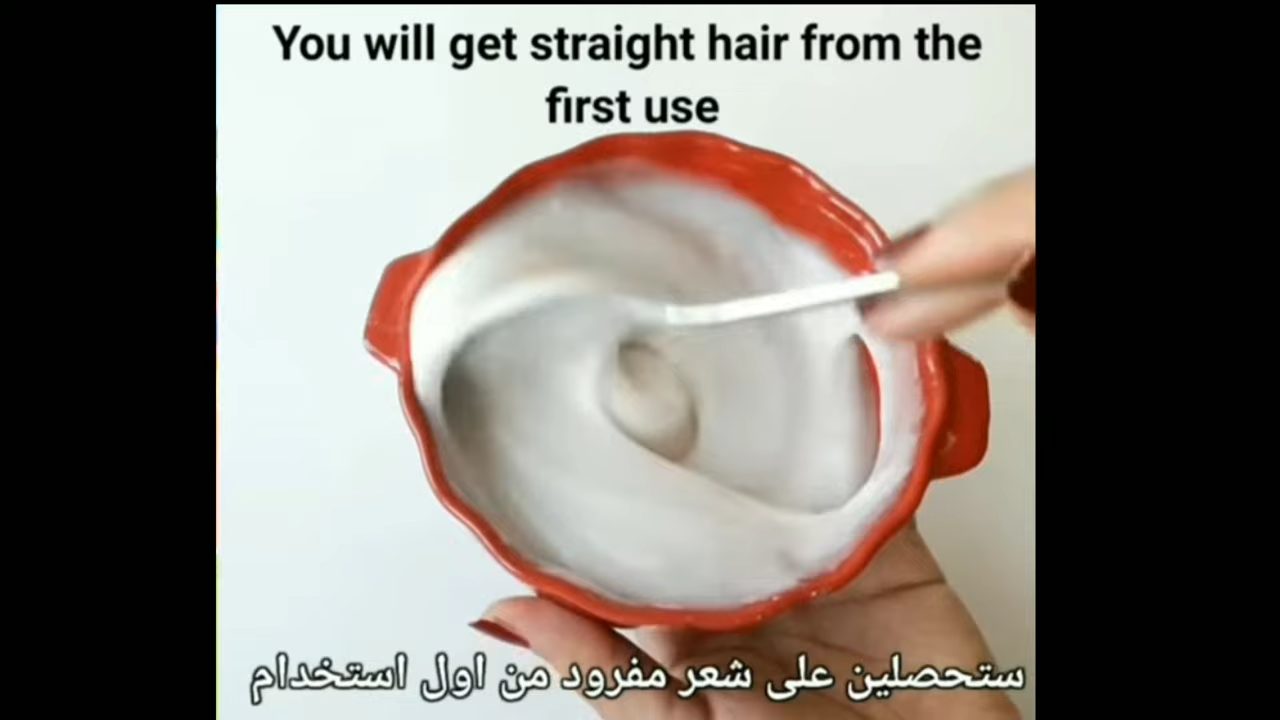 You will get straight hair from the
first use
ستحصلين على شعر مفرود من اول استخدام